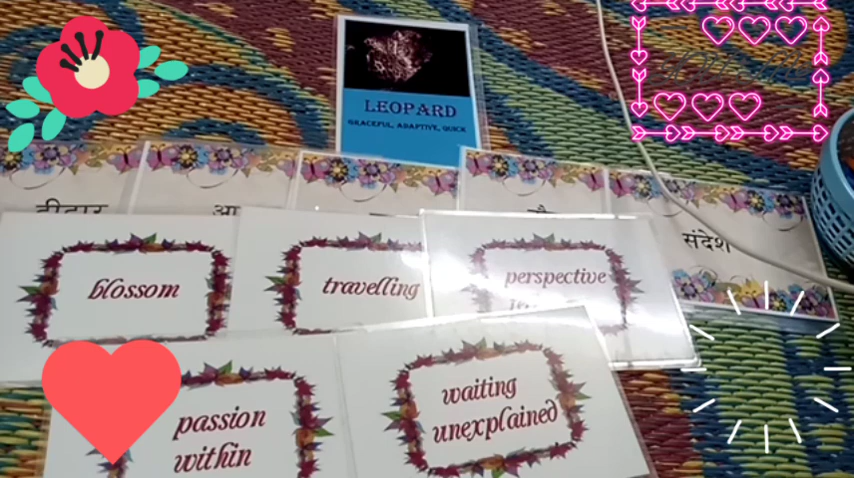 LEOPARD
GRACEFUL, ADAPTIVE, QUICK
दीदार
संदेश
blossom
travelling
perspective
passion
within
waiting
unexplained